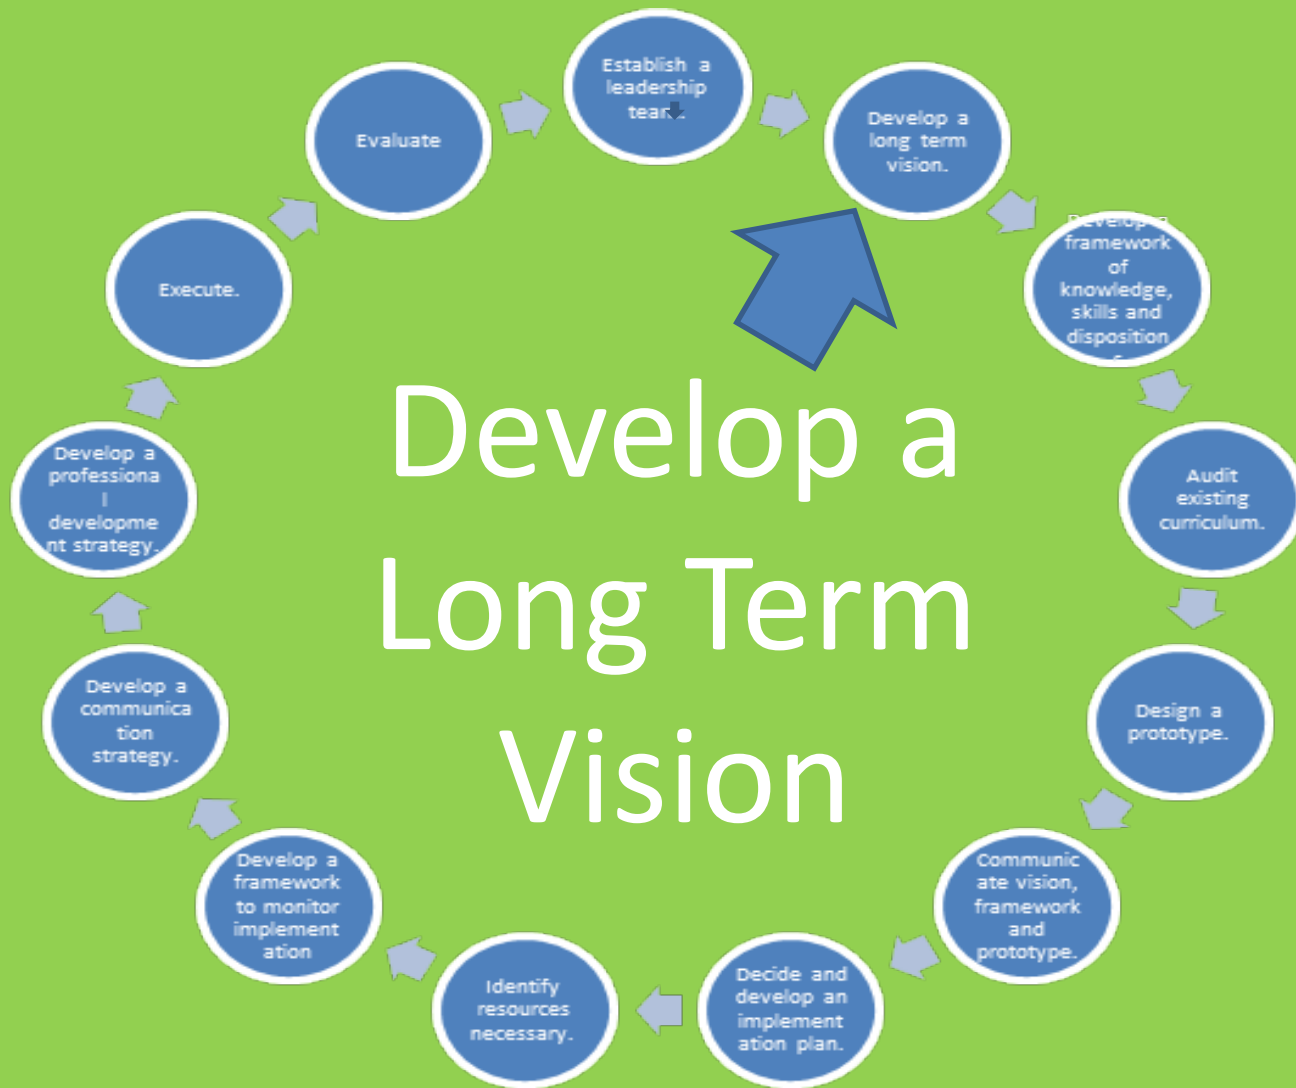 Establish a
leadership
team.
Develop a
long term
vision.
Develop a
framework
of
knowledge,
skills and
disposition
Audit
existing
curriculum.
Design a
prototype.
Communic
ate vision,
framework
and
prototype.
Decide and
develop an
implement
ation plan.
Identify
resources
necessary.
Develop a
framework
to monitor
implement
ation
Develop a
communica
tion
strategy.
Develop a
professiona
l
developme
nt strategy.
Execute.
Evaluate
Develop a
Long Term
Vision